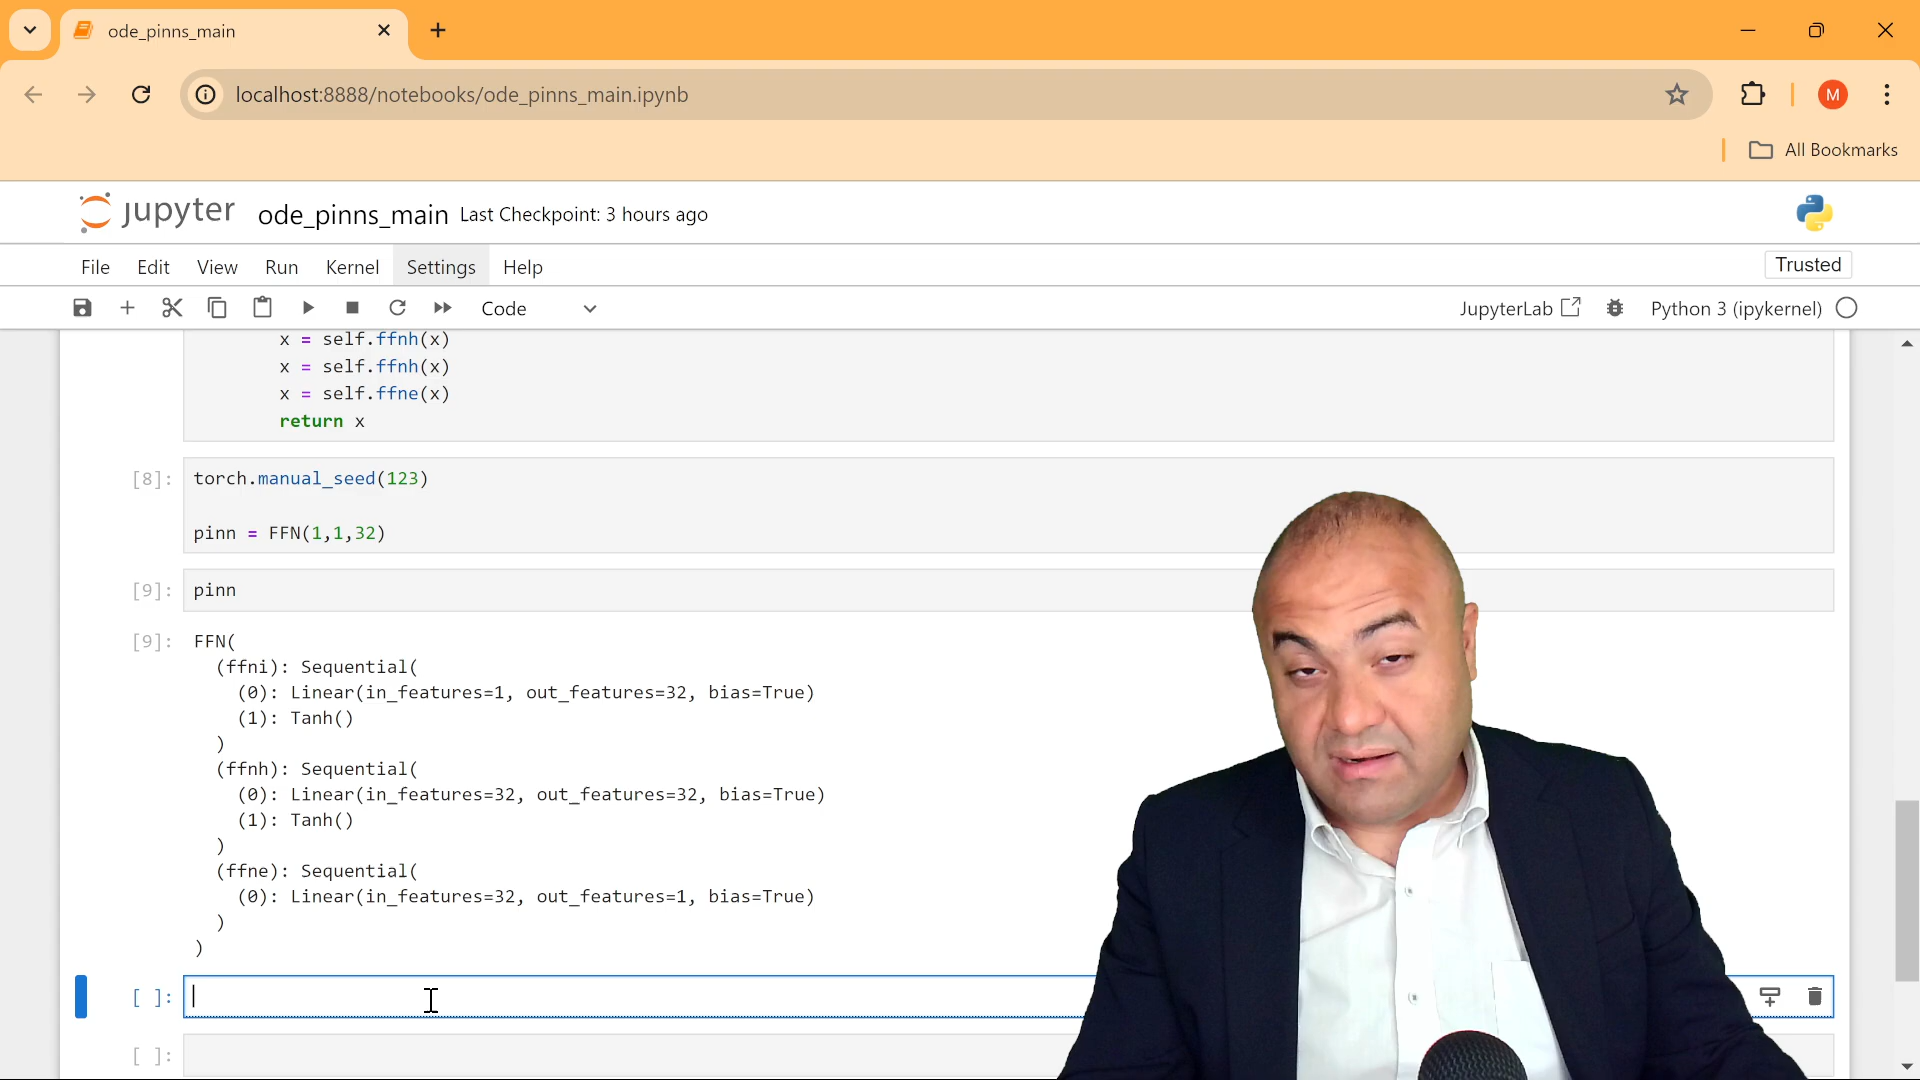 ode_pinns_main
localhost:8888/notebooks/ode_pinns_main.ipynb
M
All Bookmarks
jupyter ode_pinns_main Last Checkpoint: 3 hours ago
File Edit View Run Kernel Settings Help
Trusted
Code
JupyterLab
Python 3 (ipykernel)
x = self.ffnh(x)
x = self.ffnh(x)
x = self.ffne(x)
return x
[8]: torch.manual_seed(123)
pinn = FFN(1,1,32)
[9]: pinn
[9]: FFN(
(ffni): Sequential(
(0): Linear(in_features=1, out_features=32, bias=True)
(1): Tanh()
)
(ffnh): Sequential(
(0): Linear(in_features=32, out_features=32, bias=True)
(1): Tanh()
)
(ffne): Sequential(
(0): Linear(in_features=32, out_features=1, bias=True)
)
)
[ ]:
[ ]: